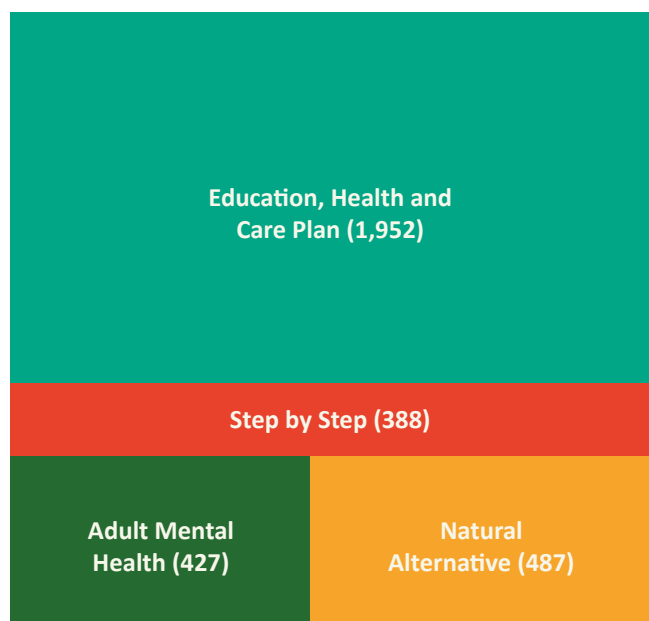 Education, Health and
Care Plan (1,952)
Step by Step (388)
Adult Mental
Health (427)
Natural
Alternative (487)